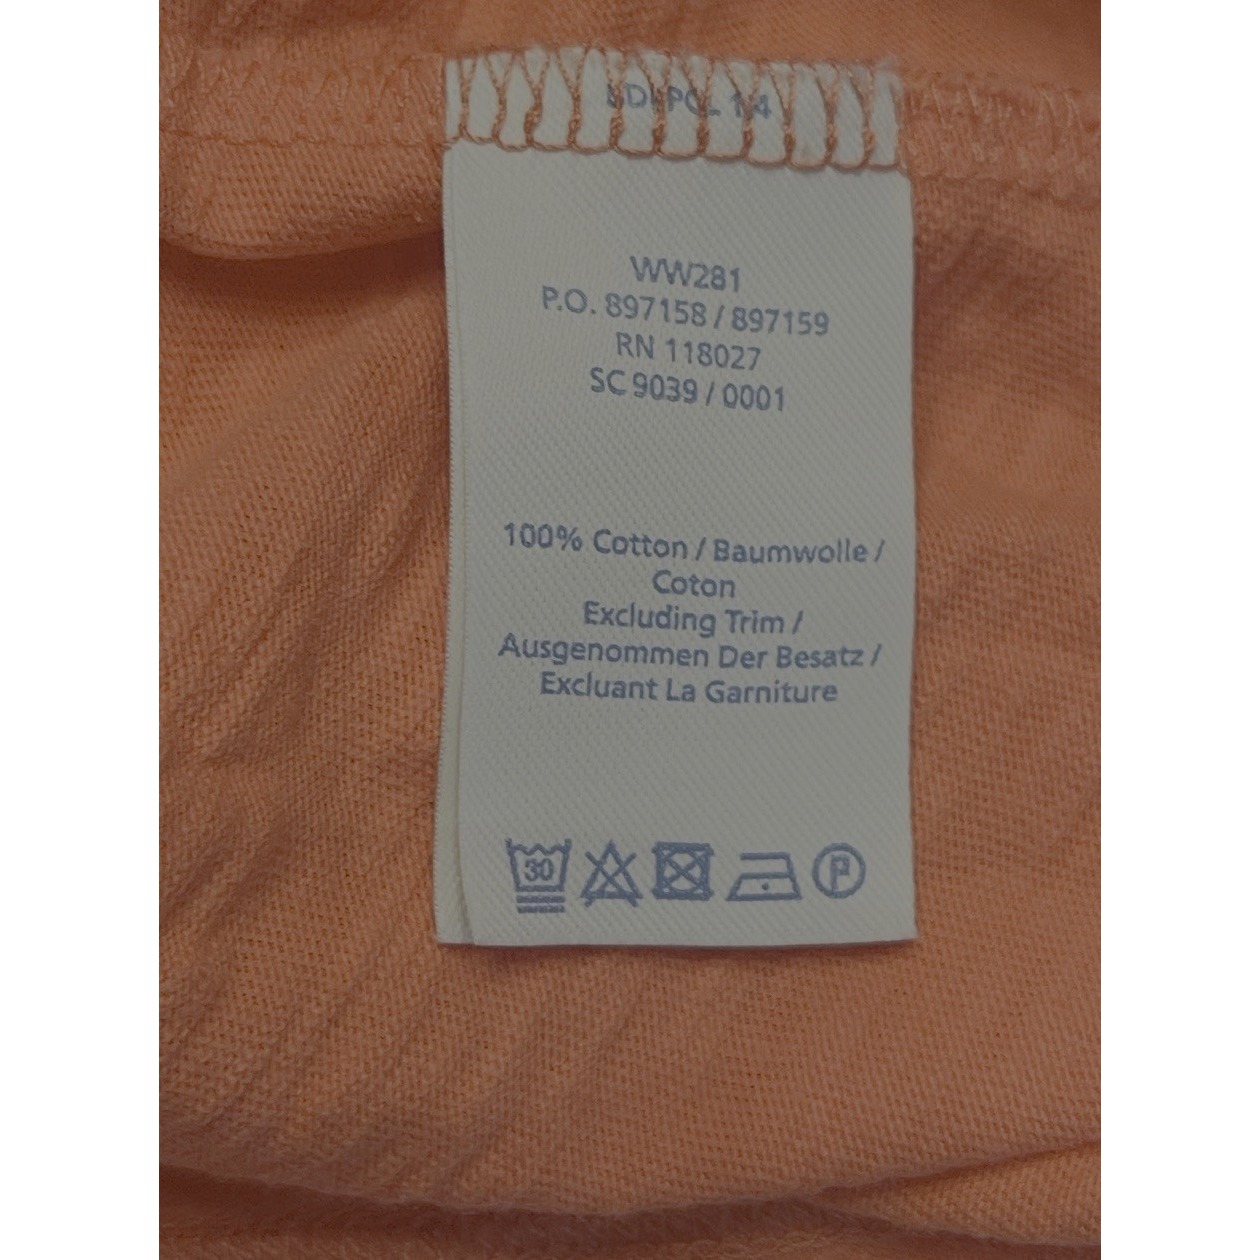 WW281
P.O. 897158 / 897159
RN 118027
SC 9039 / 0001
100% Cotton / Baumwolle /
Coton
Excluding Trim /
Ausgenommen Der Besatz /
Excluant La Garniture
30
P